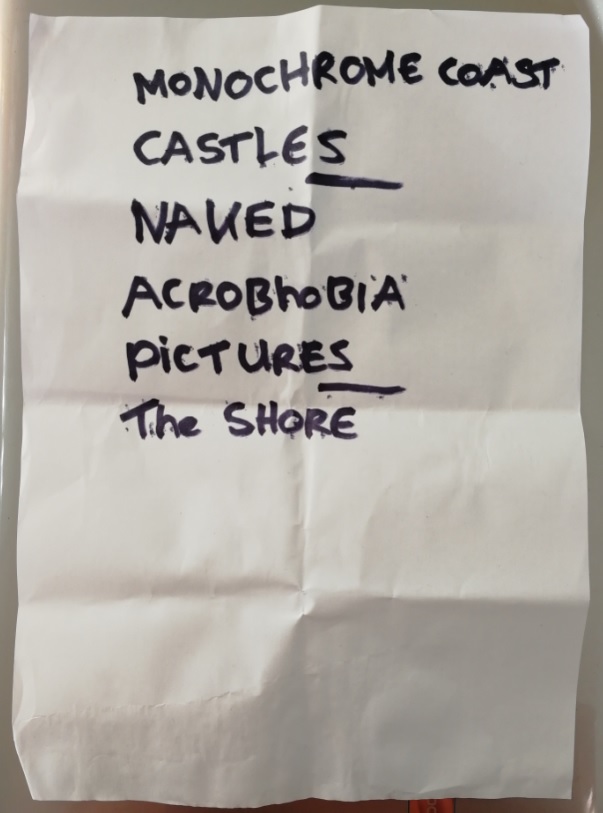 MONOCHROME COAST
CASTLES
NAKED
ACROBhOBIA
PiCTURES
The SHORE